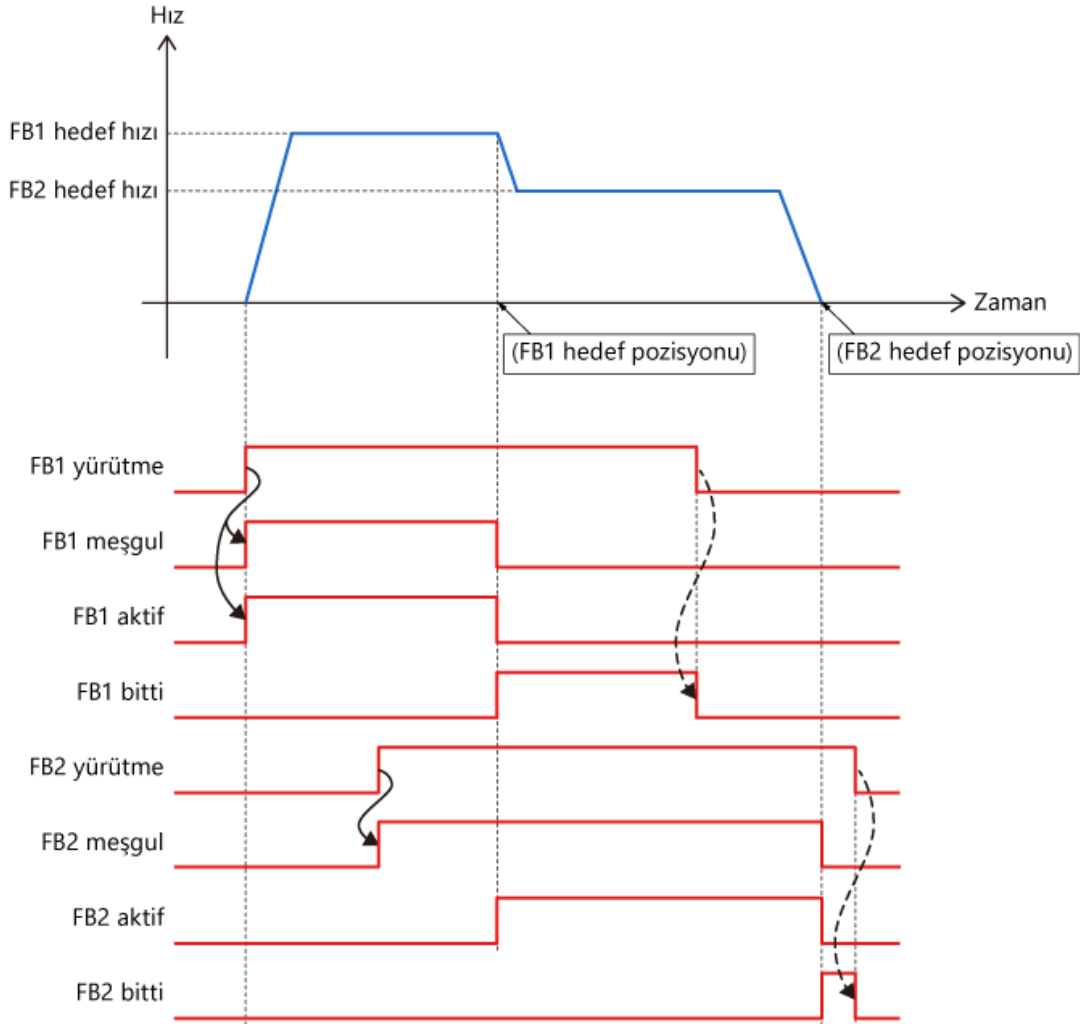 Hız
FB1 hedef hızı
FB2 hedef hızı
Zaman
(FB1 hedef pozisyonu)
(FB2 hedef pozisyonu)
FB1 yürütme
FB1 meşgul
FB1 aktif
FB1 bitti
FB2 yürütme
FB2 meşgul
FB2 aktif
FB2 bitti